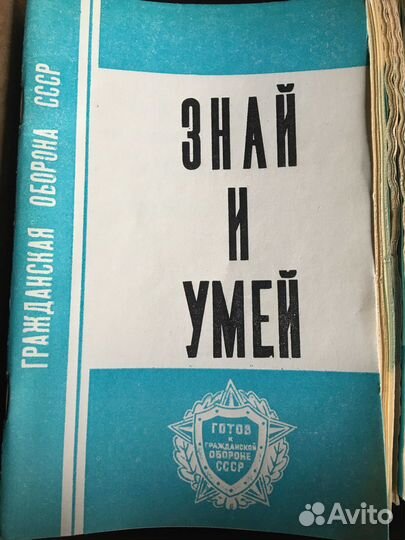 ГРАЖДАНСКАЯ ОБОРОНА СССР
ЗНАЙ
И
УМЕЙ
ГОТОВ
К
ГРАЖДАНСКОЙ
ОБОРОНЕ
СССР
Avito